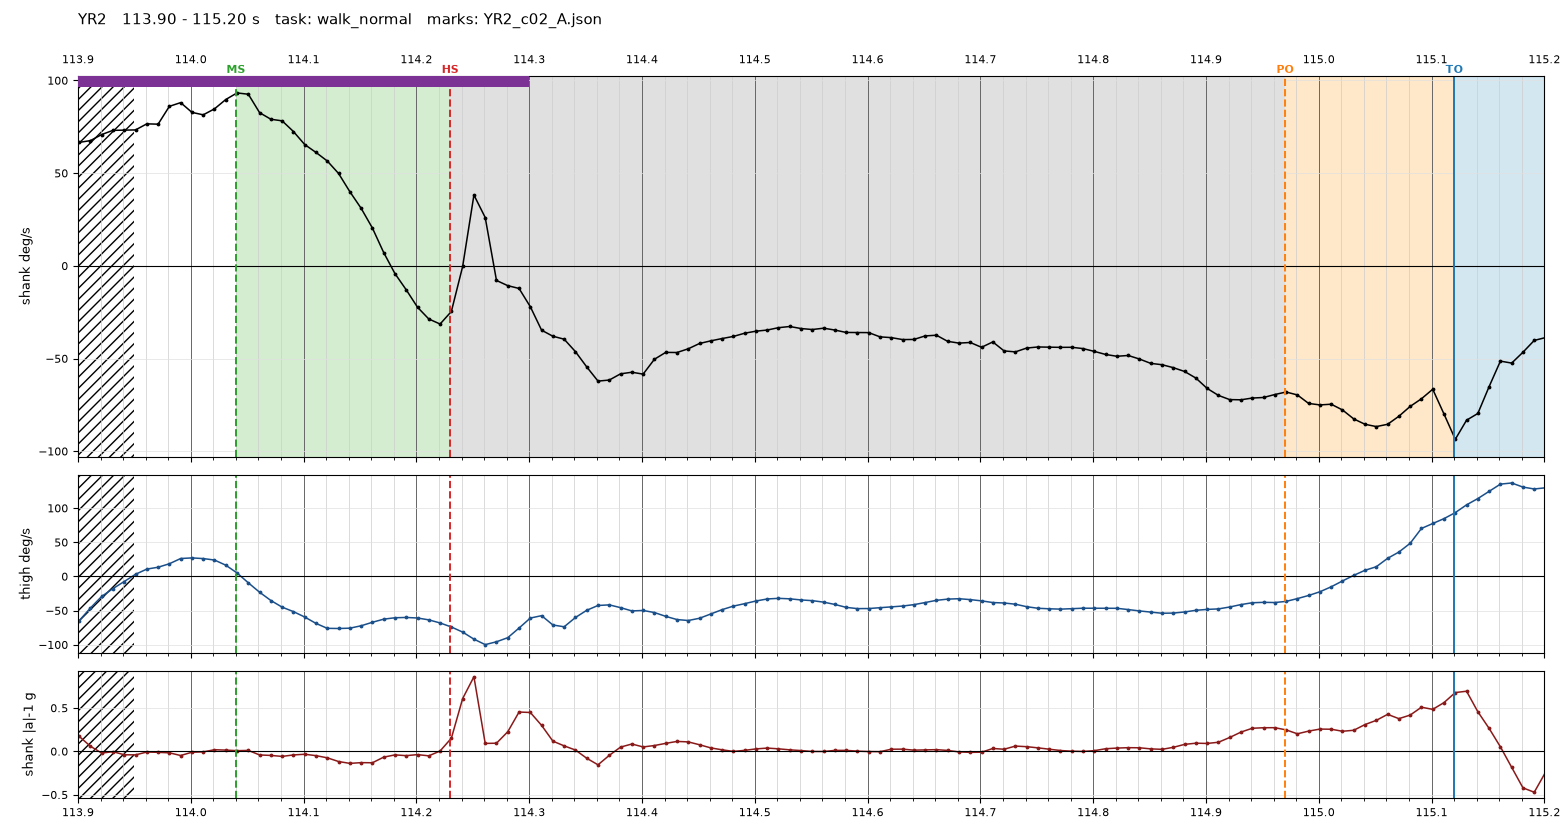 YR2   113.90 - 115.20 s   task: walk_normal   marks: YR2_c02_A.json
113.9 114.0 114.1 114.2 114.3 114.4 114.5 114.6 114.7 114.8 114.9 115.0 115.1 115.2
MS HS PO TO
shank deg/s
100
50
0
−50
−100
thigh deg/s
100
50
0
−50
−100
shank |a|-1 g
0.5
0.0
−0.5
113.9 114.0 114.1 114.2 114.3 114.4 114.5 114.6 114.7 114.8 114.9 115.0 115.1 115.2